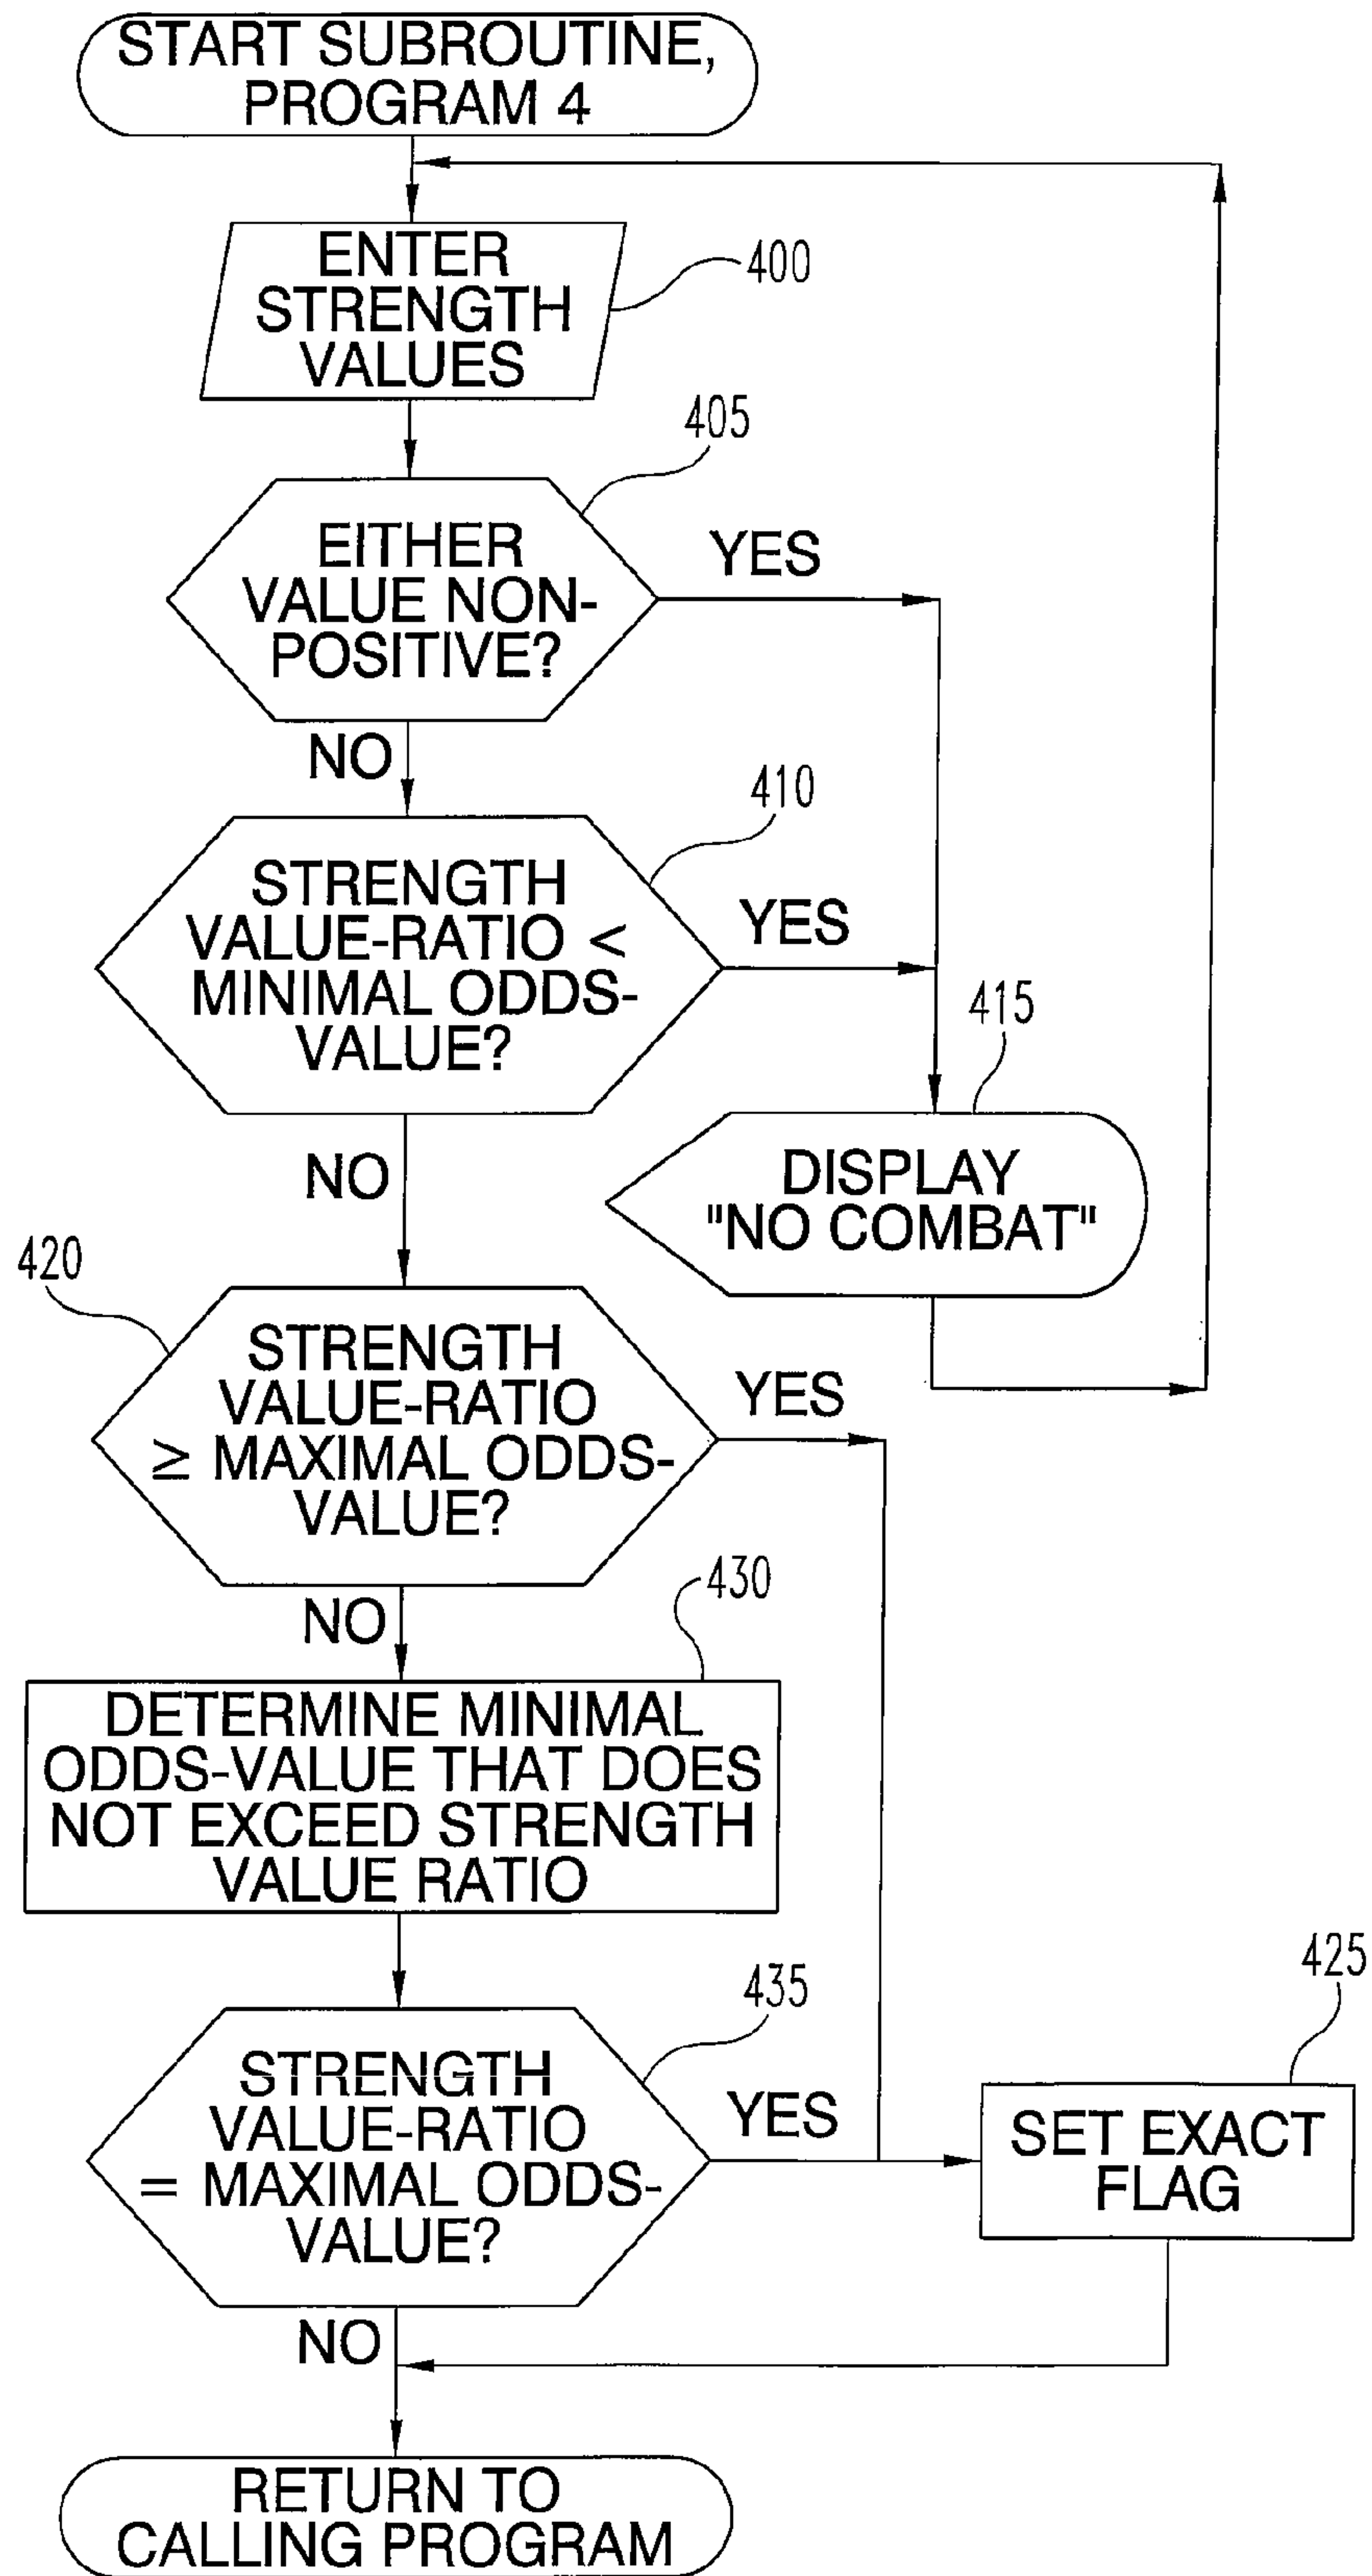 START SUBROUTINE,
PROGRAM 4
ENTER
STRENGTH
VALUES
400
405
EITHER
VALUE NON-
POSITIVE?
YES
NO
410
STRENGTH
VALUE-RATIO <
MINIMAL ODDS-
VALUE?
YES
NO
415
DISPLAY
"NO COMBAT"
420
STRENGTH
VALUE-RATIO
≥ MAXIMAL ODDS-
VALUE?
YES
NO
430
DETERMINE MINIMAL
ODDS-VALUE THAT DOES
NOT EXCEED STRENGTH
VALUE RATIO
435
STRENGTH
VALUE-RATIO
= MAXIMAL ODDS-
VALUE?
YES
NO
425
SET EXACT
FLAG
RETURN TO
CALLING PROGRAM